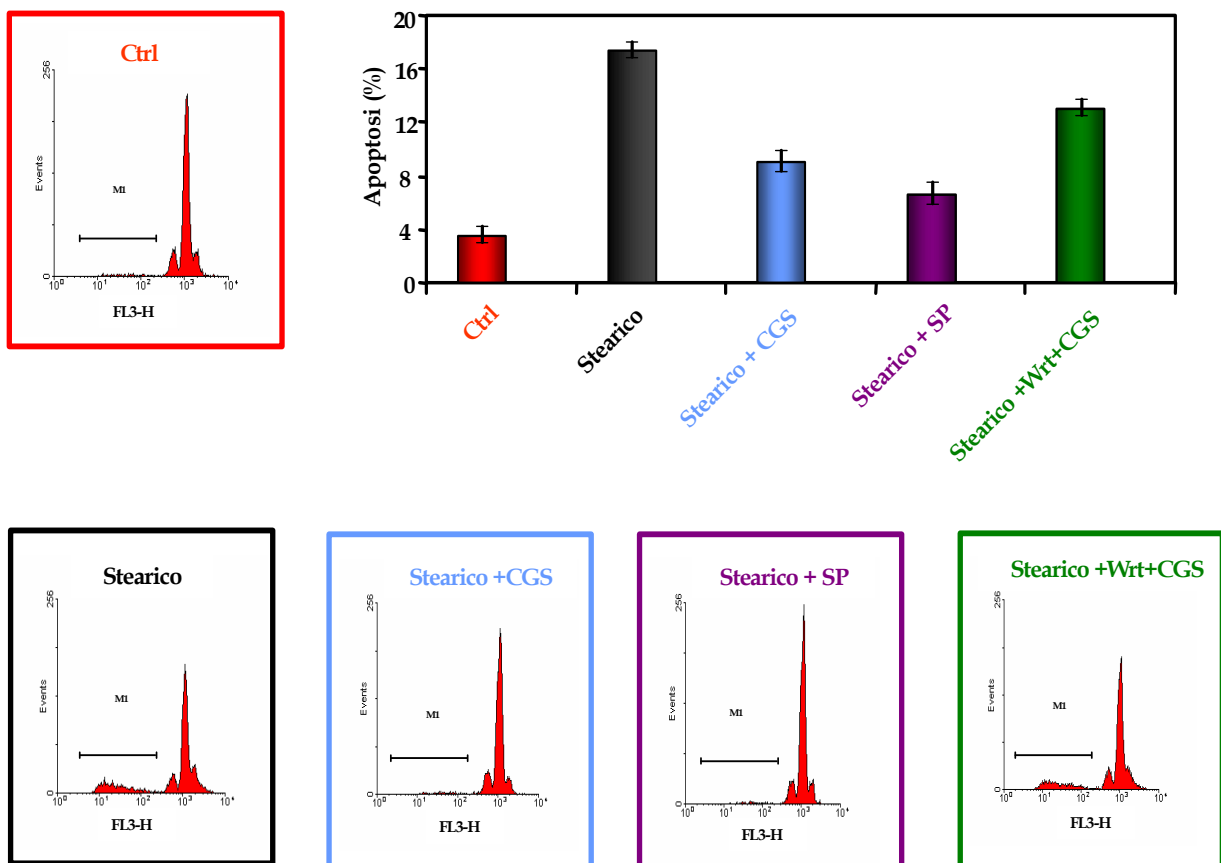 Ctrl
256
Events
M1
0
10⁰ 10¹ 10² 10³ 10⁴
FL3-H
20
16
12
8
4
0
Apoptosi (%)
Ctrl
Stearico
Stearico + CGS
Stearico + SP
Stearico +Wrt+CGS
Stearico
256
Events
M1
0
10⁰ 10¹ 10² 10³ 10⁴
FL3-H
Stearico +CGS
256
Events
M1
0
10⁰ 10¹ 10² 10³ 10⁴
FL3-H
Stearico + SP
256
Events
M1
0
10⁰ 10¹ 10² 10³ 10⁴
FL3-H
Stearico +Wrt+CGS
256
Events
M1
0
10⁰ 10¹ 10² 10³ 10⁴
FL3-H